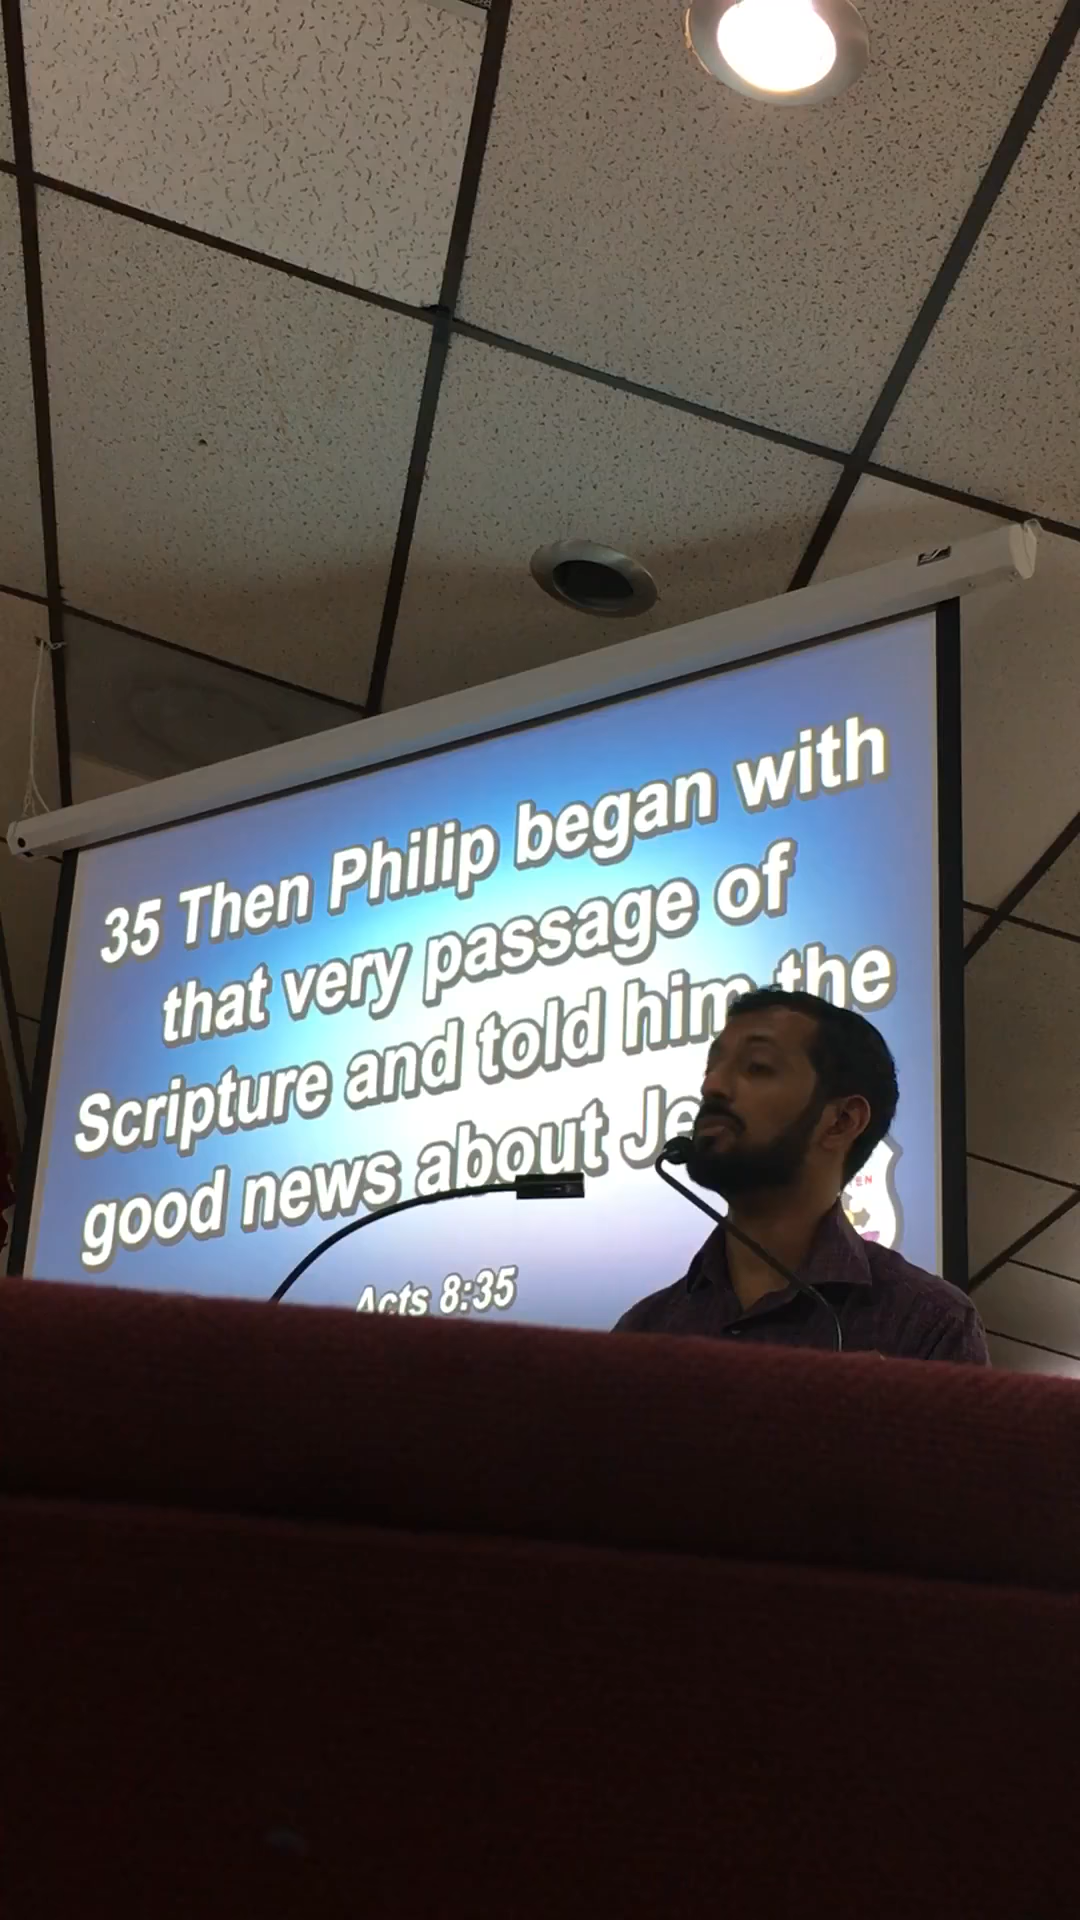 35 Then Philip began with
that very passage of
Scripture and told him the
good news about
Acts 8:35